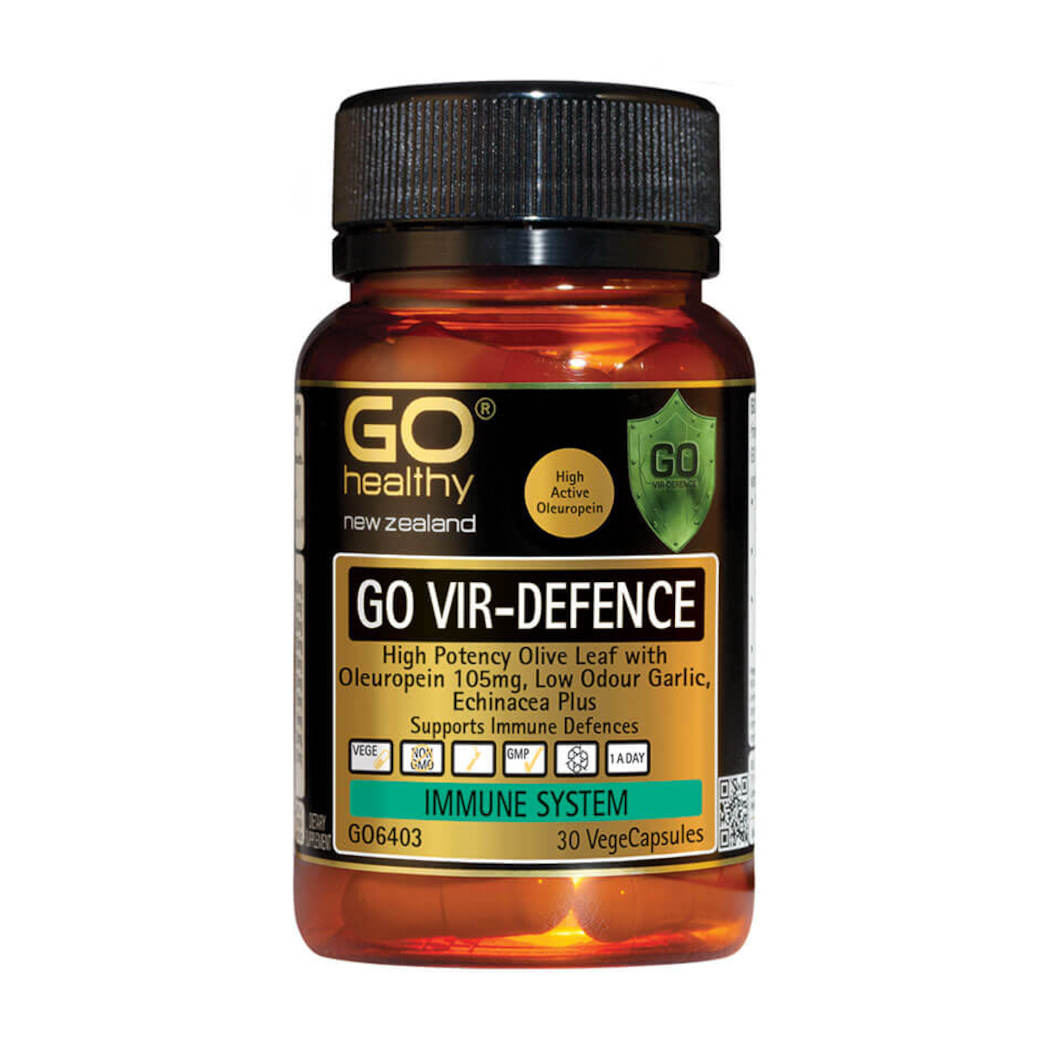 GO®
healthy
new zealand
High
Active
Oleuropein
GO
VIR-DEFENCE
GO VIR-DEFENCE
High Potency Olive Leaf with
Oleuropein 105mg, Low Odour Garlic,
Echinacea Plus
Supports Immune Defences
VEGE
NON
GMO
GMP
1 A DAY
IMMUNE SYSTEM
GO6403
30 VegeCapsules
DIETARY
SUPPLEMENT